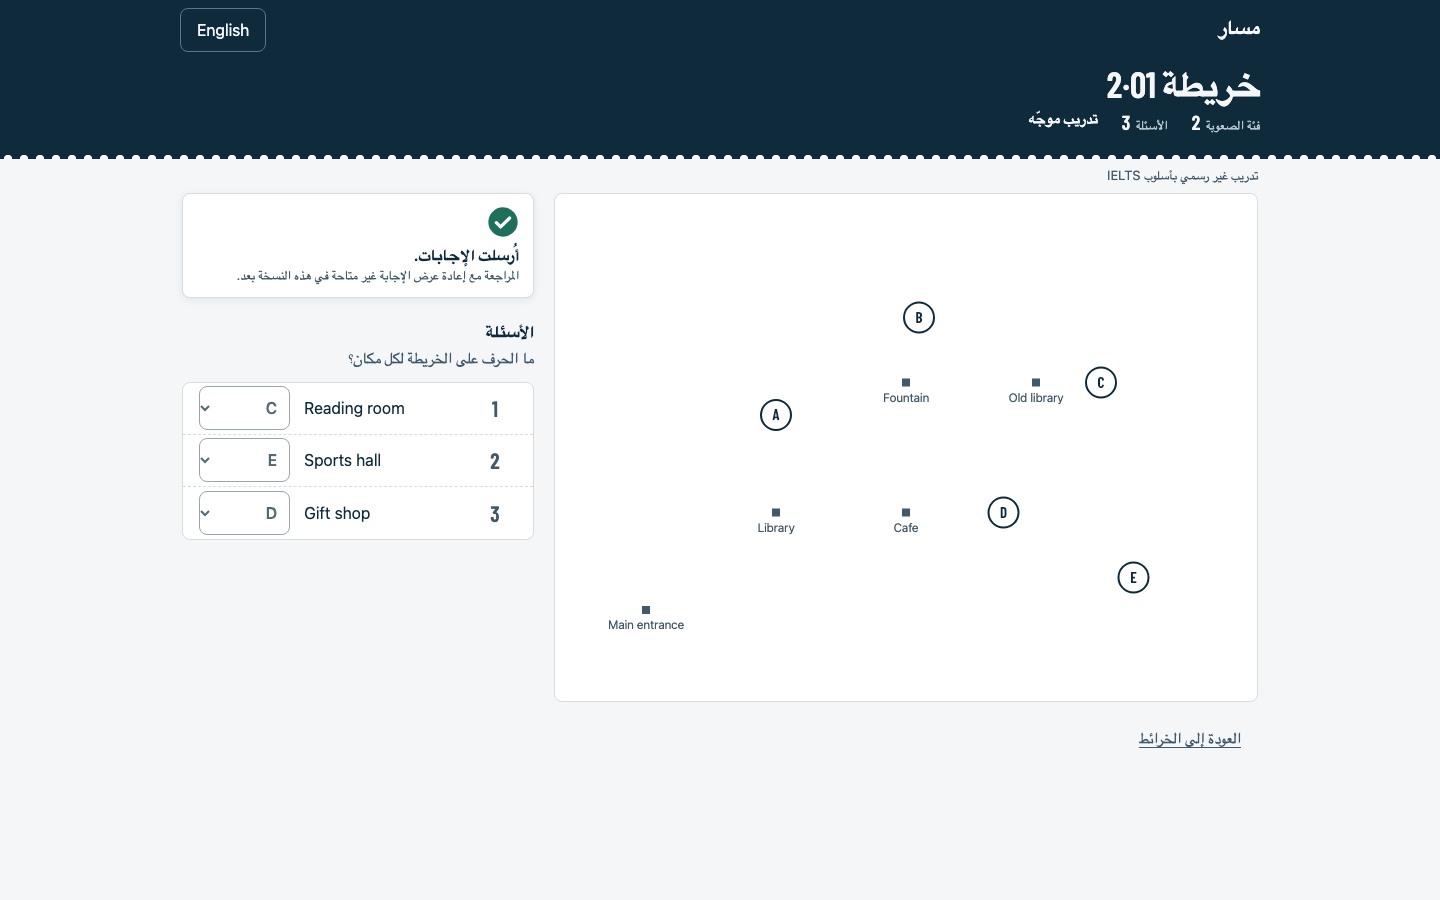 مسار
English
خريطة 2·01
فئة الصعوبة 2
الأسئلة 3
تدريب موجّه
تدريب غير رسمي بأسلوب IELTS
B
C
Fountain
Old library
A
D
Library
Cafe
E
Main entrance
أُرسلت الإجابات.
المراجعة مع إعادة عرض الإجابة غير متاحة في هذه النسخة بعد.
الأسئلة
ما الحرف على الخريطة لكل مكان؟
1 Reading room C
2 Sports hall E
3 Gift shop D
العودة إلى الخرائط